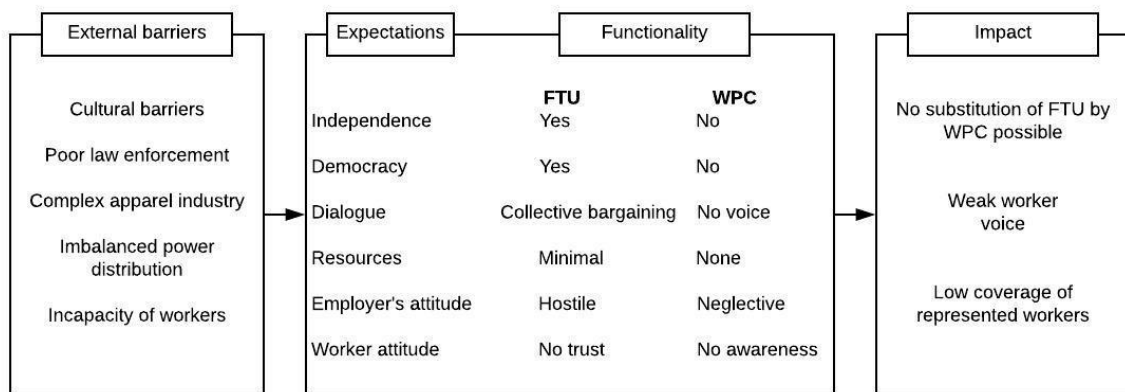 External barriers
Cultural barriers
Poor law enforcement
Complex apparel industry
Imbalanced power
distribution
Incapacity of workers
Expectations Functionality
FTU WPC
Independence Yes No
Democracy Yes No
Dialogue Collective bargaining No voice
Resources Minimal None
Employer's attitude Hostile Neglective
Worker attitude No trust No awareness
Impact
No substitution of FTU by
WPC possible
Weak worker
voice
Low coverage of
represented workers